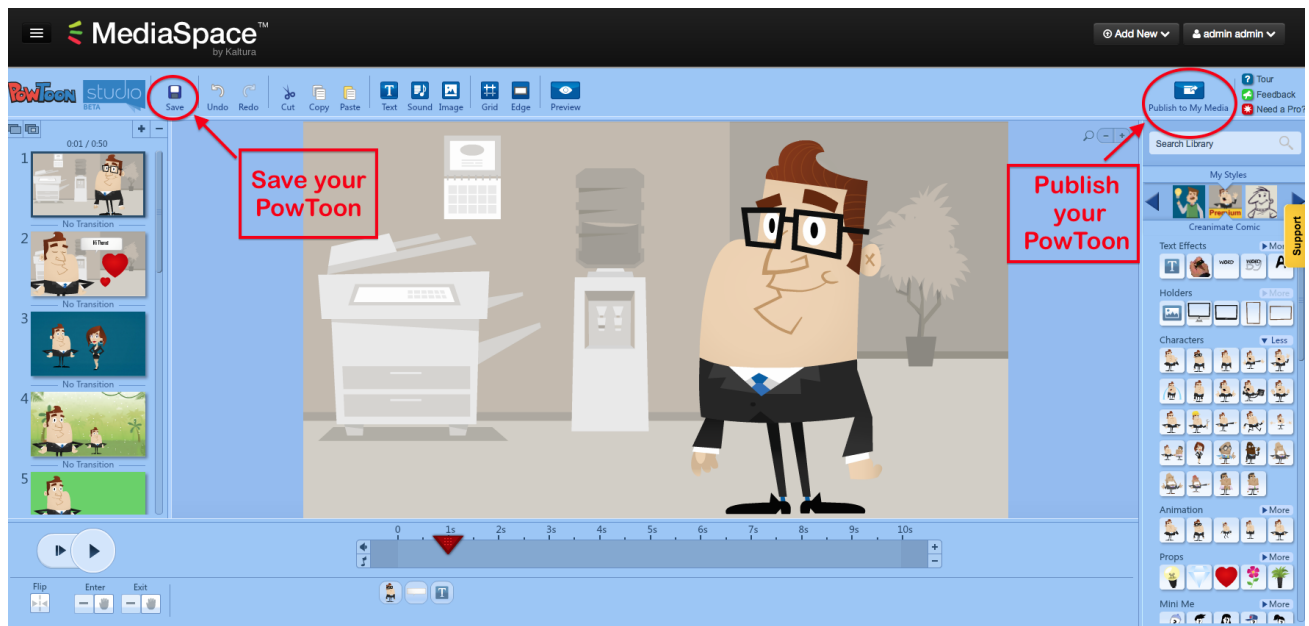 MediaSpace™
by Kaltura
Add New
admin admin
PowToon studio
BETA
Save
Undo
Redo
Cut
Copy
Paste
Text
Sound
Image
Grid
Edge
Preview
Publish to My Media
? Tour
Feedback
Need a Pro?
0:01 / 0:50
+ −
1
No Transition
2
Hi There!
No Transition
3
No Transition
4
No Transition
5
Save your
PowToon
Publish
your
PowToon
- +
Search Library
My Styles
Premium
Creanimate Comic
Support
Text Effects
T
Holders
More
Characters
Less
Animation
More
Props
More
Mini Me
More
0 1s 2s 3s 4s 5s 6s 7s 8s 9s 10s
+
−
Flip
Enter
Exit
T